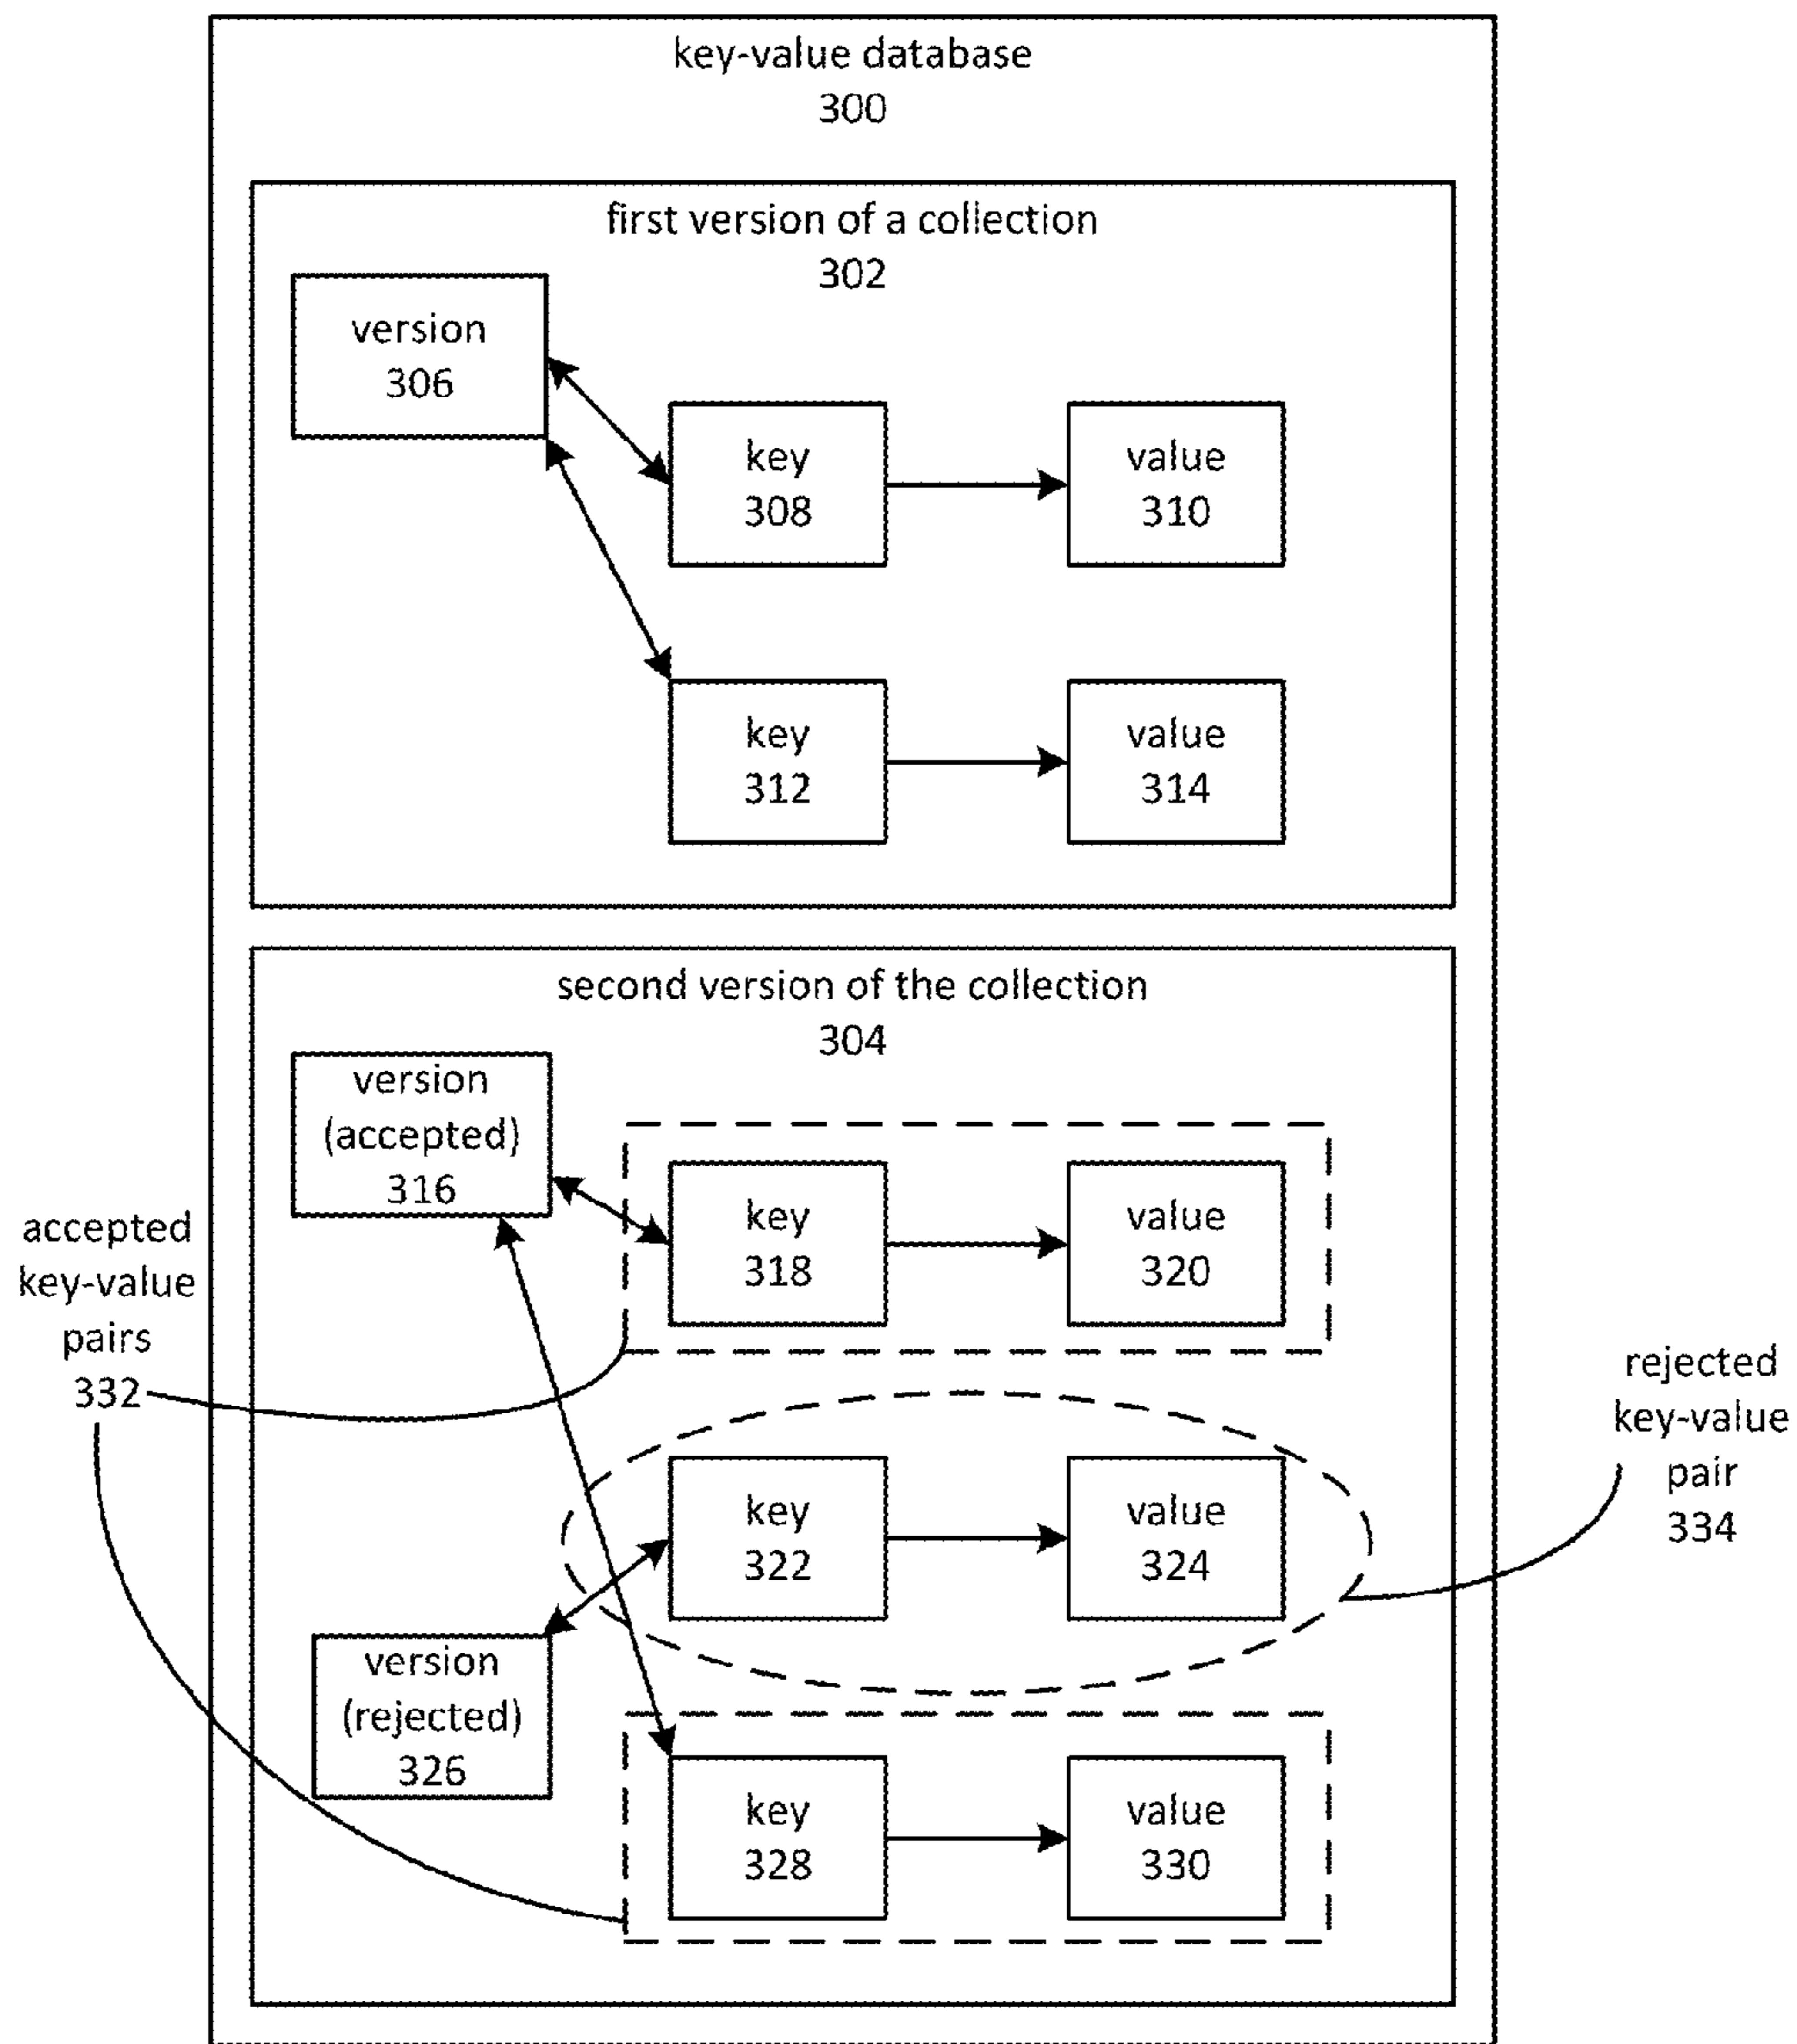 key-value database
300
first version of a collection
302
version
306
key
308
value
310
key
312
value
314
second version of the collection
304
version
(accepted)
316
key
318
value
320
accepted
key-value
pairs
332
rejected
key-value
pair
334
key
322
value
324
version
(rejected)
326
key
328
value
330